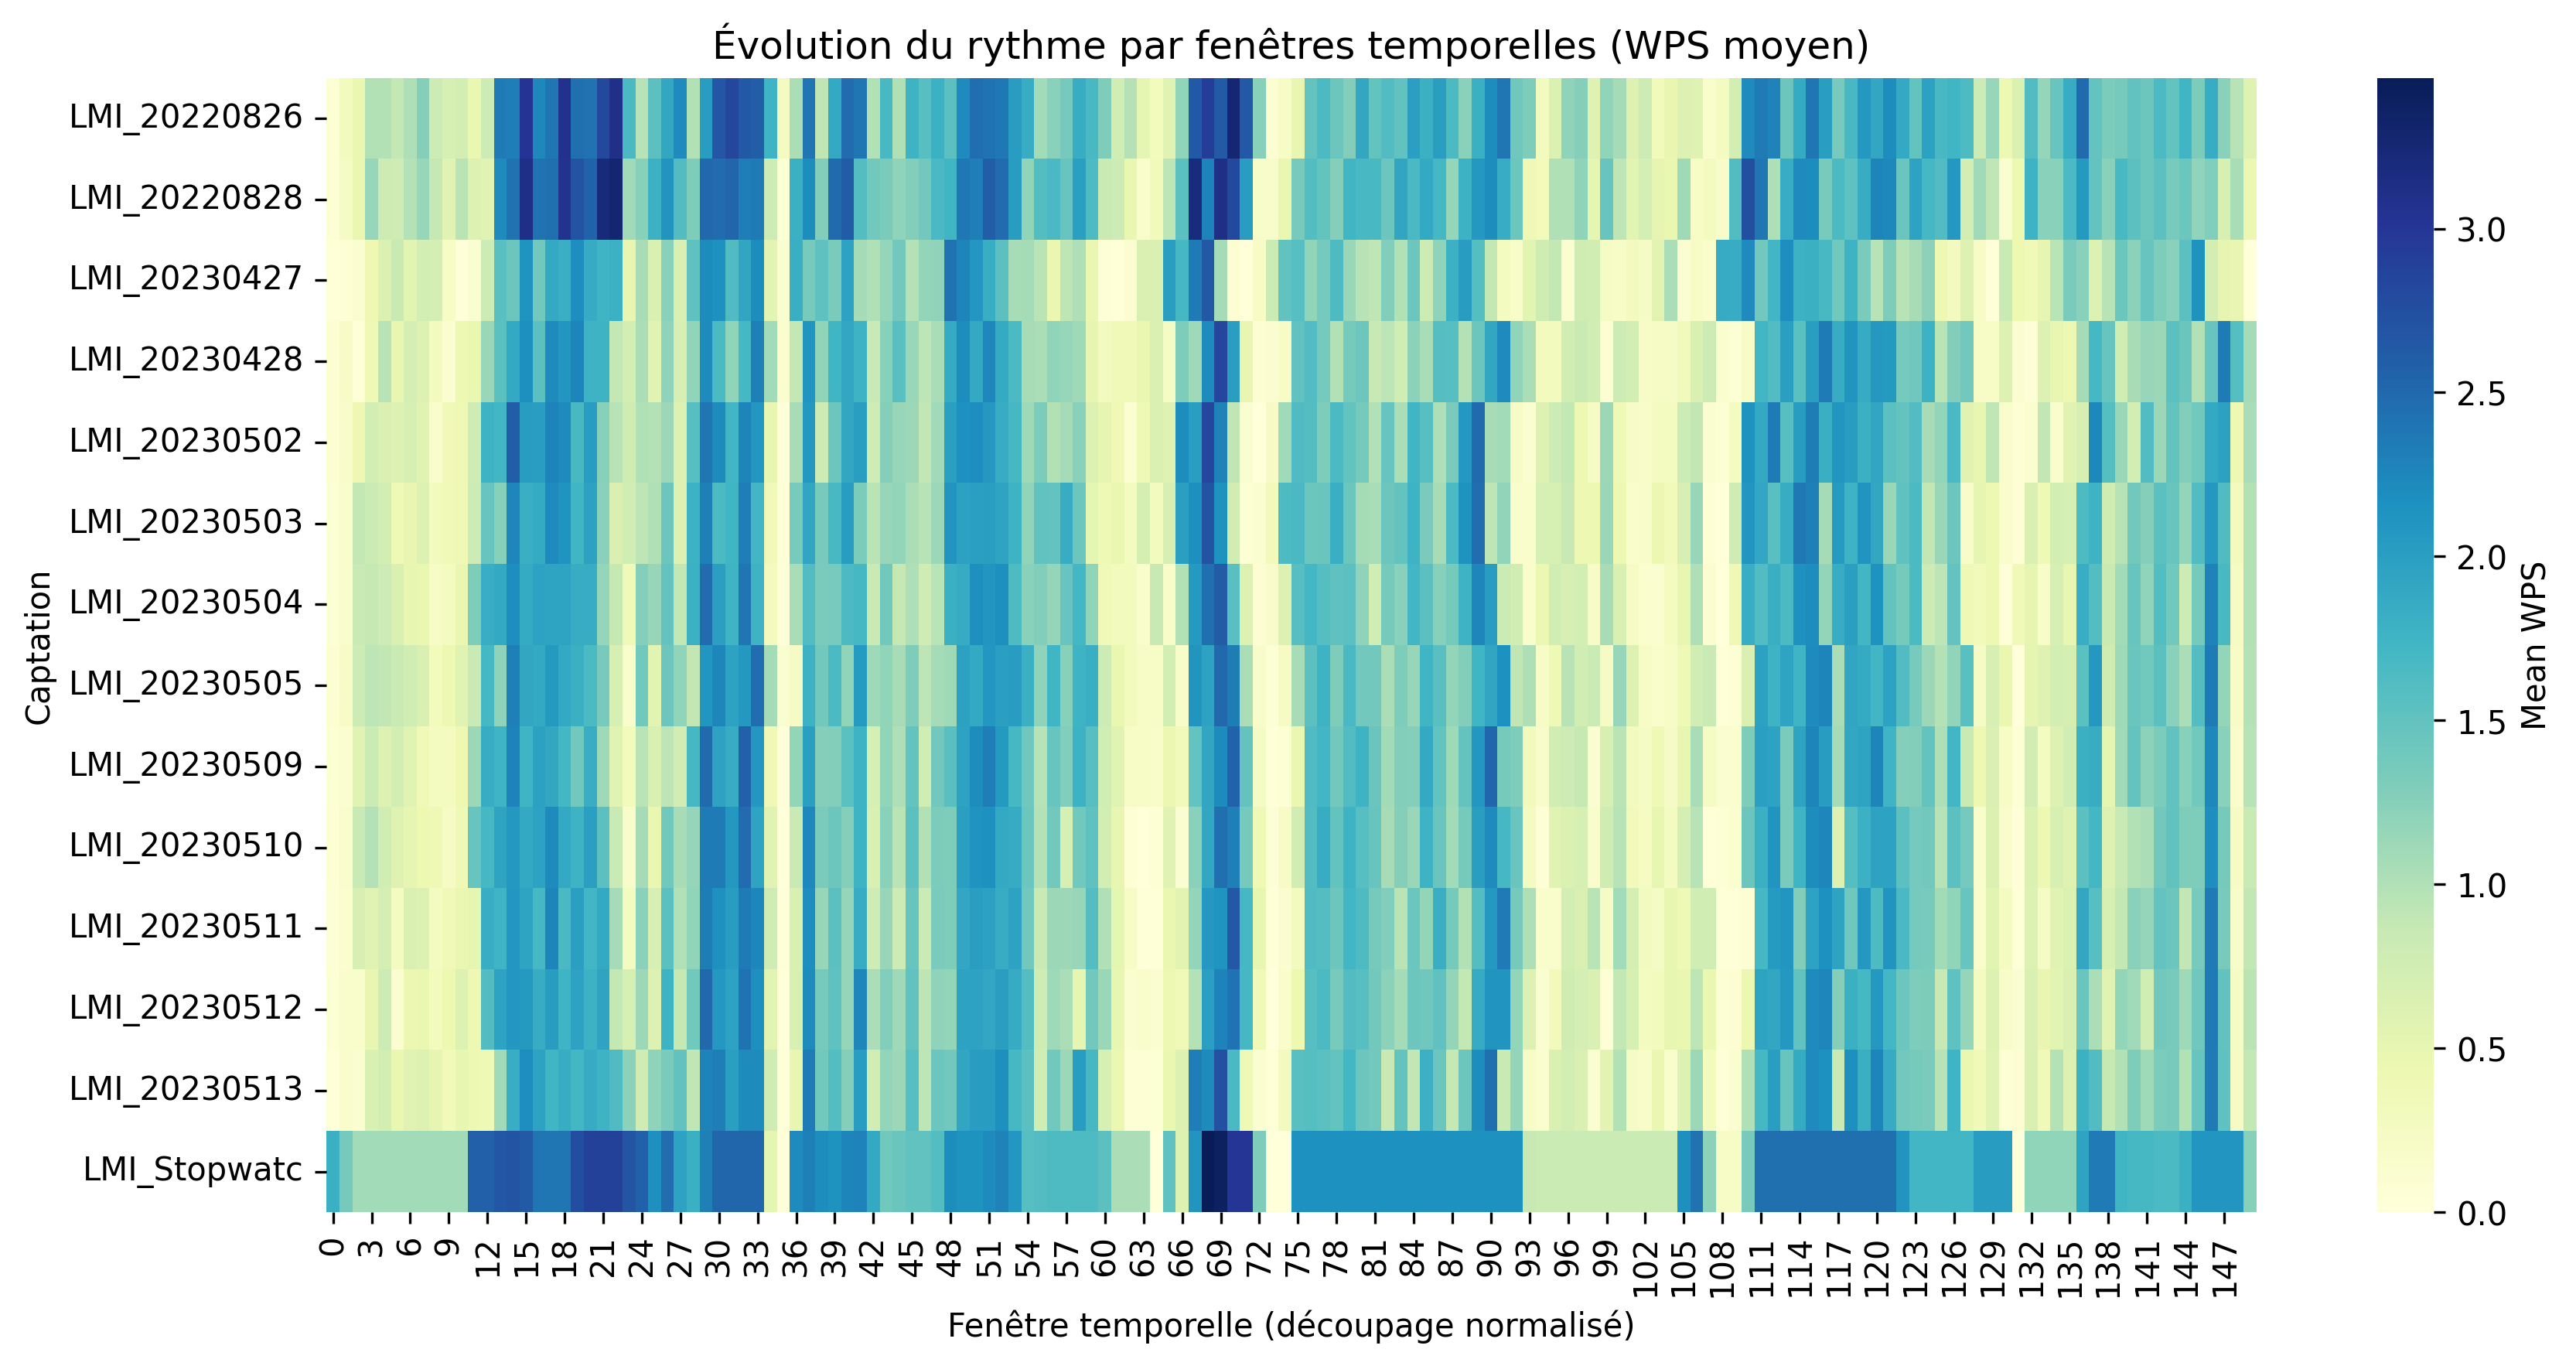 Évolution du rythme par fenêtres temporelles (WPS moyen)
Captation
LMI_20220826
LMI_20220828
LMI_20230427
LMI_20230428
LMI_20230502
LMI_20230503
LMI_20230504
LMI_20230505
LMI_20230509
LMI_20230510
LMI_20230511
LMI_20230512
LMI_20230513
LMI_Stopwatc
0 3 6 9 12 15 18 21 24 27 30 33 36 39 42 45 48 51 54 57 60 63 66 69 72 75 78 81 84 87 90 93 96 99 102 105 108 111 114 117 120 123 126 129 132 135 138 141 144 147
Fenêtre temporelle (découpage normalisé)
3.0
2.5
2.0
1.5
1.0
0.5
0.0
Mean WPS